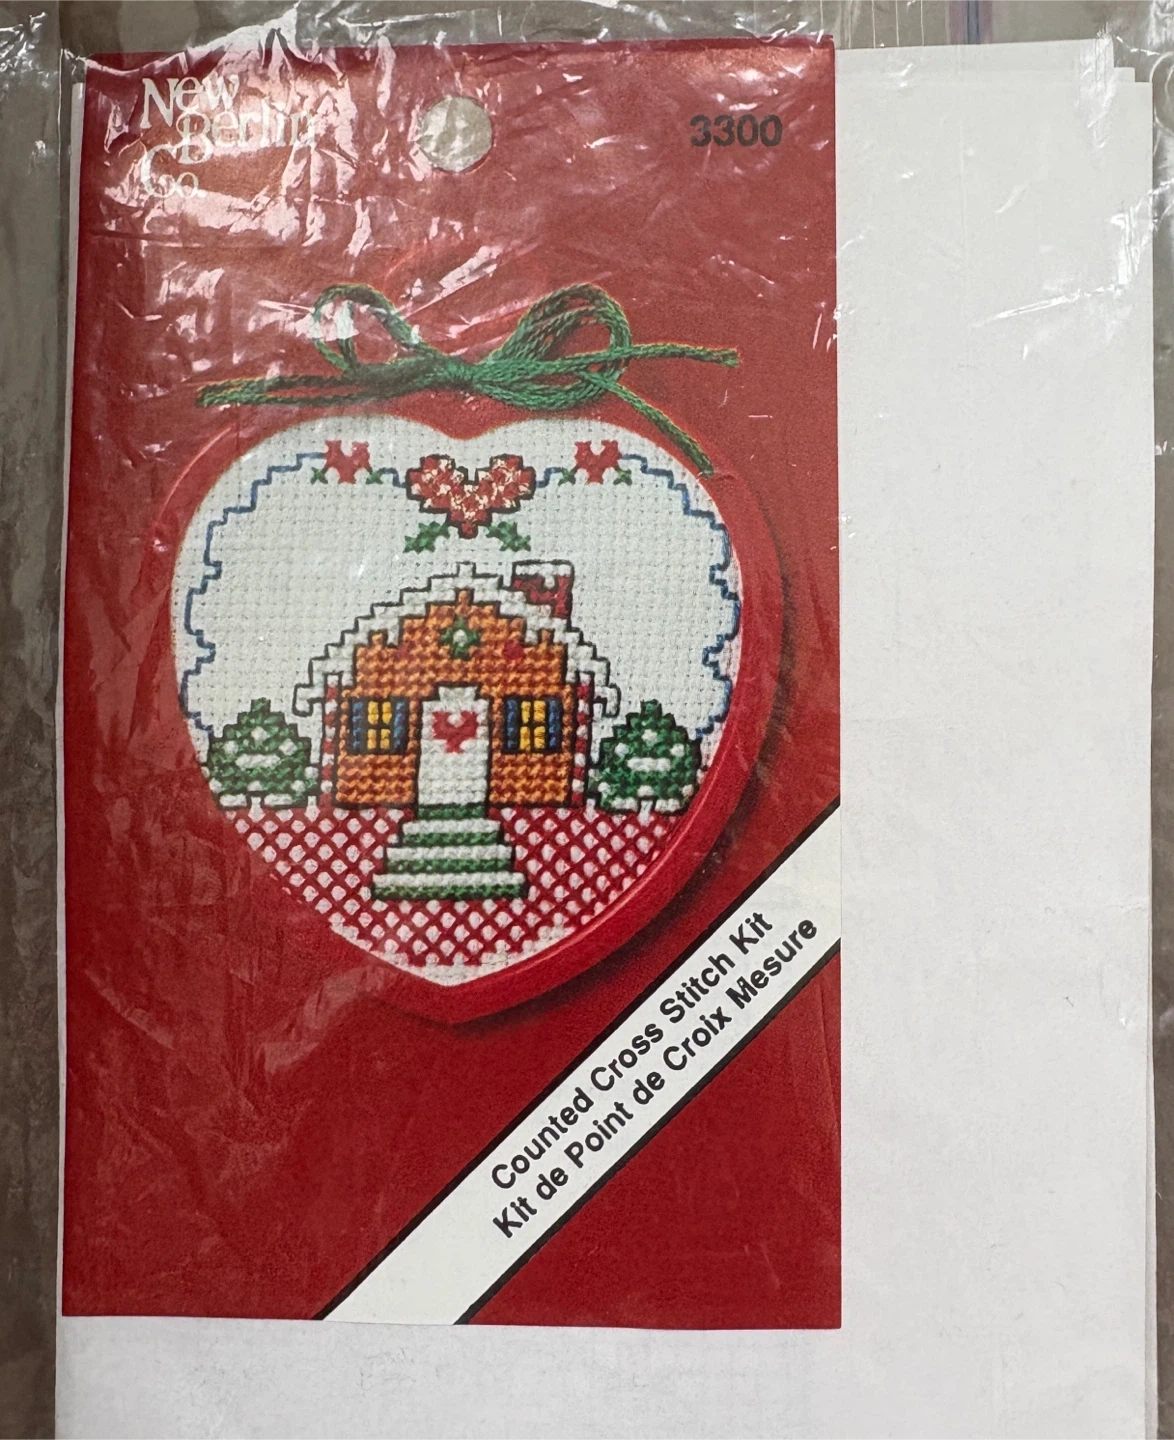 New
Berlin
Co.
3300
Counted Cross Stitch Kit
Kit de Point de Croix Mesure